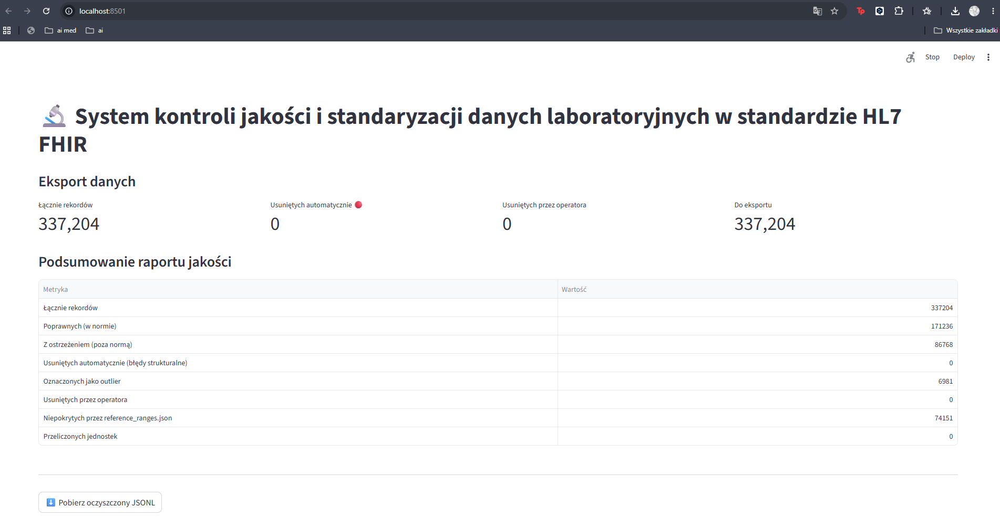 localhost:8501
Tp
ai med
ai
Wszystkie zakładki
Stop
Deploy
System kontroli jakości i standaryzacji danych laboratoryjnych w standardzie HL7
FHIR
Eksport danych
Łącznie rekordów
Usuniętych automatycznie
Usuniętych przez operatora
Do eksportu
337,204
0
0
337,204
Podsumowanie raportu jakości
Metryka Wartość
Łącznie rekordów 337204
Poprawnych (w normie) 171236
Z ostrzeżeniem (poza normą) 86768
Usuniętych automatycznie (błędy strukturalne) 0
Oznaczonych jako outlier 6981
Usuniętych przez operatora 0
Niepokrytych przez reference_ranges.json 74151
Przeliczonych jednostek 0
Pobierz oczyszczony JSONL